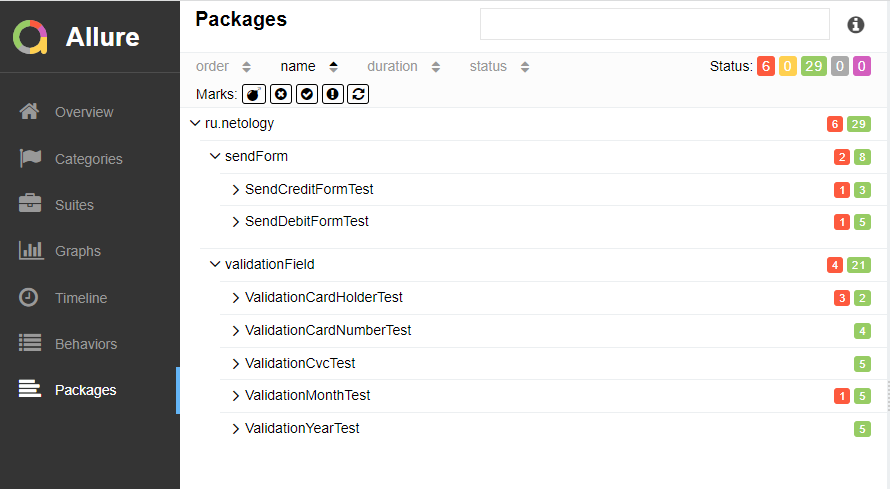 Allure
Overview
Categories
Suites
Graphs
Timeline
Behaviors
Packages
Packages
order name duration status Status: 6 0 29 0 0
Marks:
ru.netology 6 29
sendForm 2 8
SendCreditFormTest 1 3
SendDebitFormTest 1 5
validationField 4 21
ValidationCardHolderTest 3 2
ValidationCardNumberTest 4
ValidationCvcTest 5
ValidationMonthTest 1 5
ValidationYearTest 5